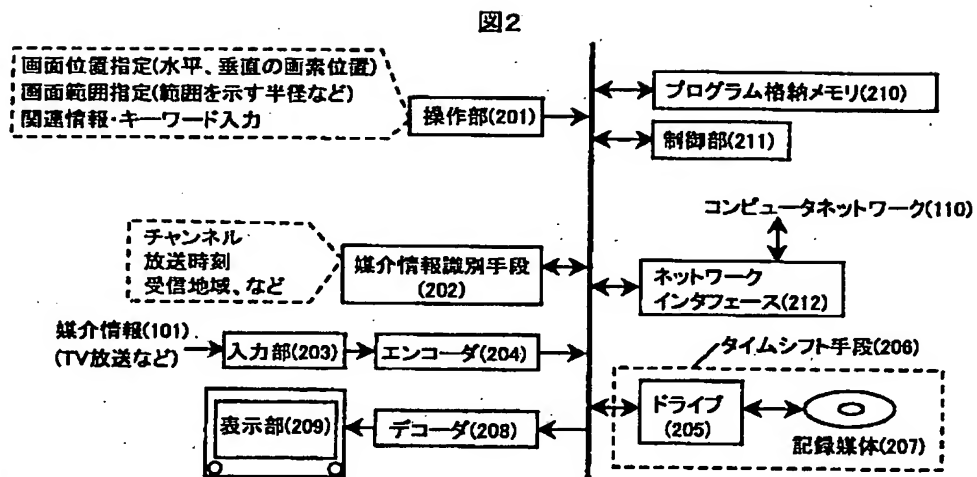 図2
画面位置指定(水平、垂直の画素位置)
画面範囲指定(範囲を示す半径など)
関連情報・キーワード入力
操作部(201)
プログラム格納メモリ(210)
制御部(211)
コンピュータネットワーク(110)
チャンネル
放送時刻
受信地域、など
媒介情報識別手段
(202)
ネットワーク
インタフェース(212)
媒介情報(101)
(TV放送など)
入力部(203)
エンコーダ(204)
タイムシフト手段(206)
ドライブ
(205)
記録媒体(207)
表示部(209)
デコーダ(208)